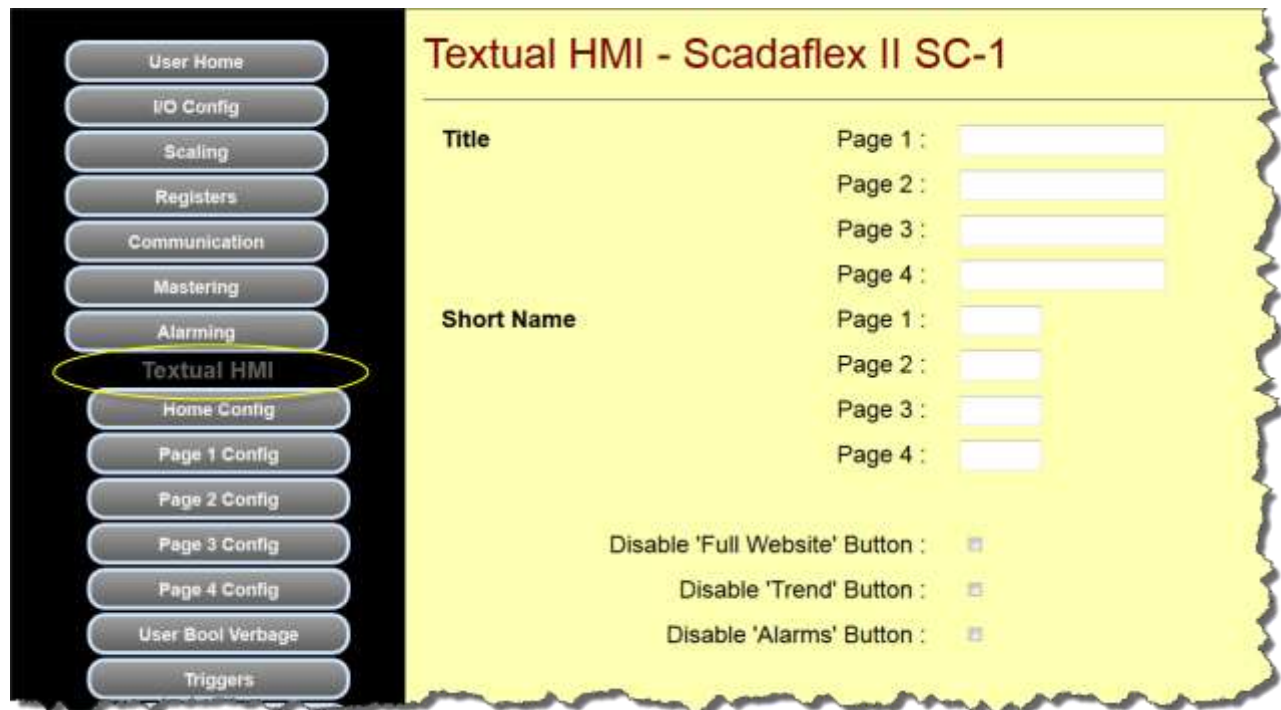 User Home
I/O Config
Scaling
Registers
Communication
Mastering
Alarming
Textual HMI
Home Config
Page 1 Config
Page 2 Config
Page 3 Config
Page 4 Config
User Bool Verbage
Triggers
Textual HMI - Scadaflex II SC-1
Title Page 1 :
Page 2 :
Page 3 :
Page 4 :
Short Name Page 1 :
Page 2 :
Page 3 :
Page 4 :
Disable 'Full Website' Button :
Disable 'Trend' Button :
Disable 'Alarms' Button :